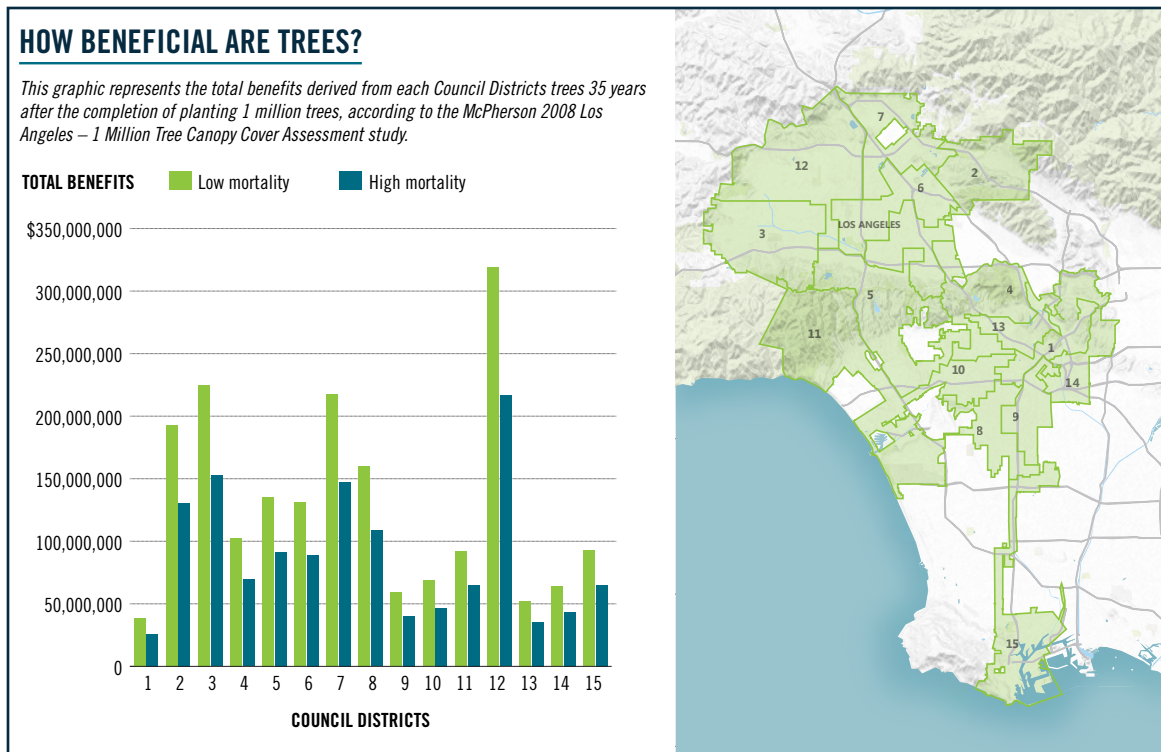 HOW BENEFICIAL ARE TREES?
This graphic represents the total benefits derived from each Council Districts trees 35 years
after the completion of planting 1 million trees, according to the McPherson 2008 Los
Angeles – 1 Million Tree Canopy Cover Assessment study.
TOTAL BENEFITS Low mortality High mortality
$350,000,000
300,000,000
250,000,000
200,000,000
150,000,000
100,000,000
50,000,000
0
1 2 3 4 5 6 7 8 9 10 11 12 13 14 15
COUNCIL DISTRICTS
7
12
2
6
3
LOS ANGELES
4
5
13
11
1
10
14
9
8
15